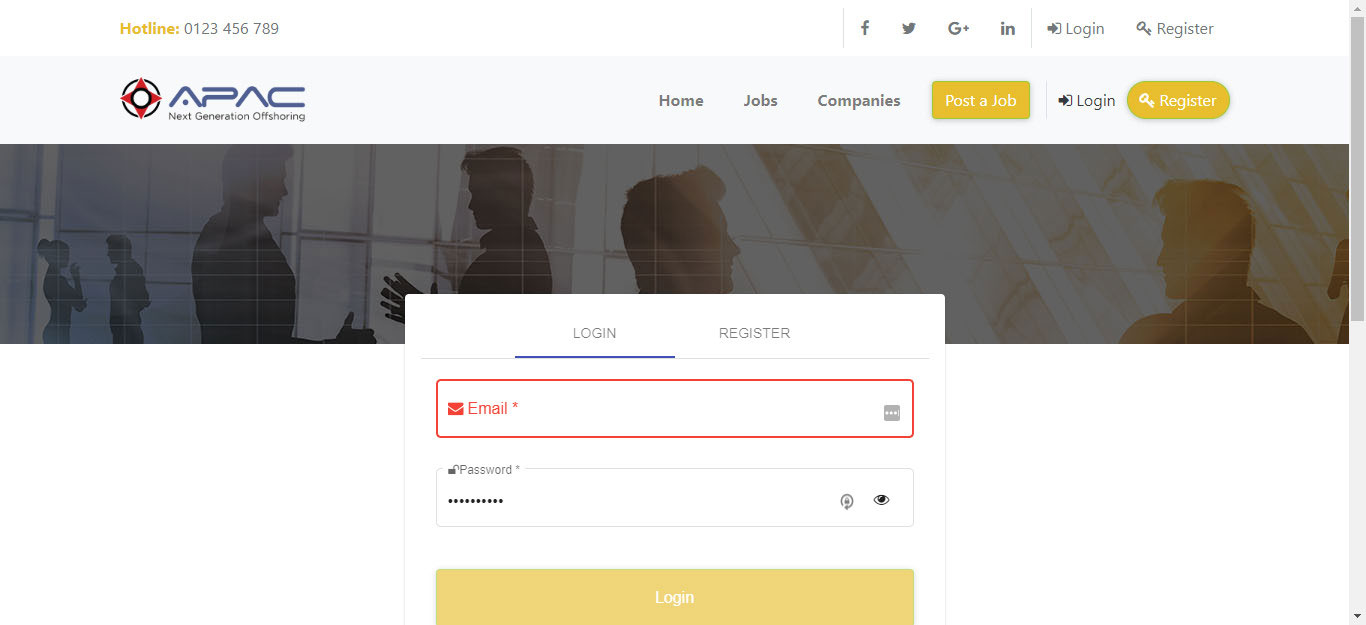 Hotline: 0123 456 789
Login
Register
APAC
Next Generation Offshoring
Home
Jobs
Companies
Post a Job
Login
Register
LOGIN
REGISTER
Email *
Password *
••••••••••
Login